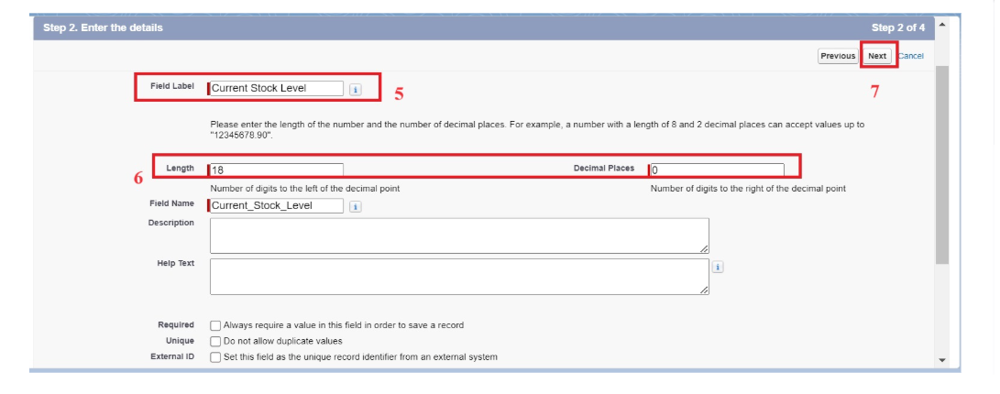 Step 2. Enter the details Step 2 of 4
Previous Next Cancel
Field Label Current Stock Level i 5 7
Please enter the length of the number and the number of decimal places. For example, a number with a length of 8 and 2 decimal places can accept values up to
"12345678.90".
6 Length 18 Decimal Places 0
Number of digits to the left of the decimal point Number of digits to the right of the decimal point
Field Name Current_Stock_Level i
Description
Help Text i
Required Always require a value in this field in order to save a record
Unique Do not allow duplicate values
External ID Set this field as the unique record identifier from an external system